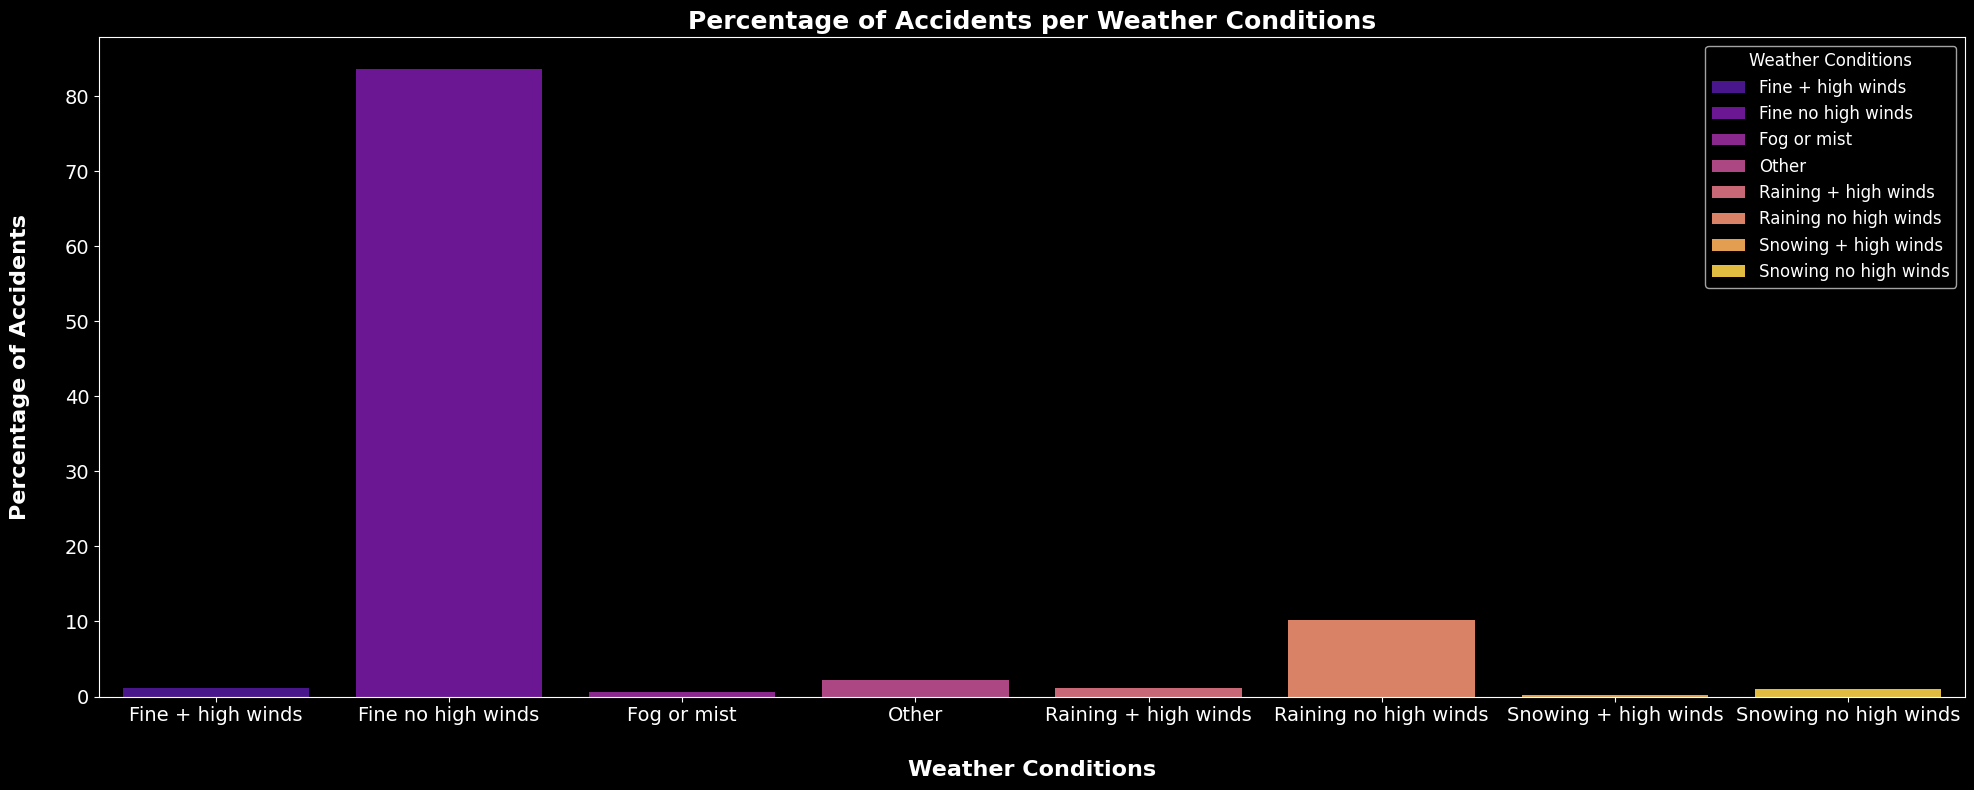 Percentage of Accidents per Weather Conditions
Percentage of Accidents
80
70
60
50
40
30
20
10
0
Weather Conditions
Fine + high winds
Fine no high winds
Fog or mist
Other
Raining + high winds
Raining no high winds
Snowing + high winds
Snowing no high winds
Fine + high winds Fine no high winds Fog or mist Other Raining + high winds Raining no high winds Snowing + high winds Snowing no high winds
Weather Conditions